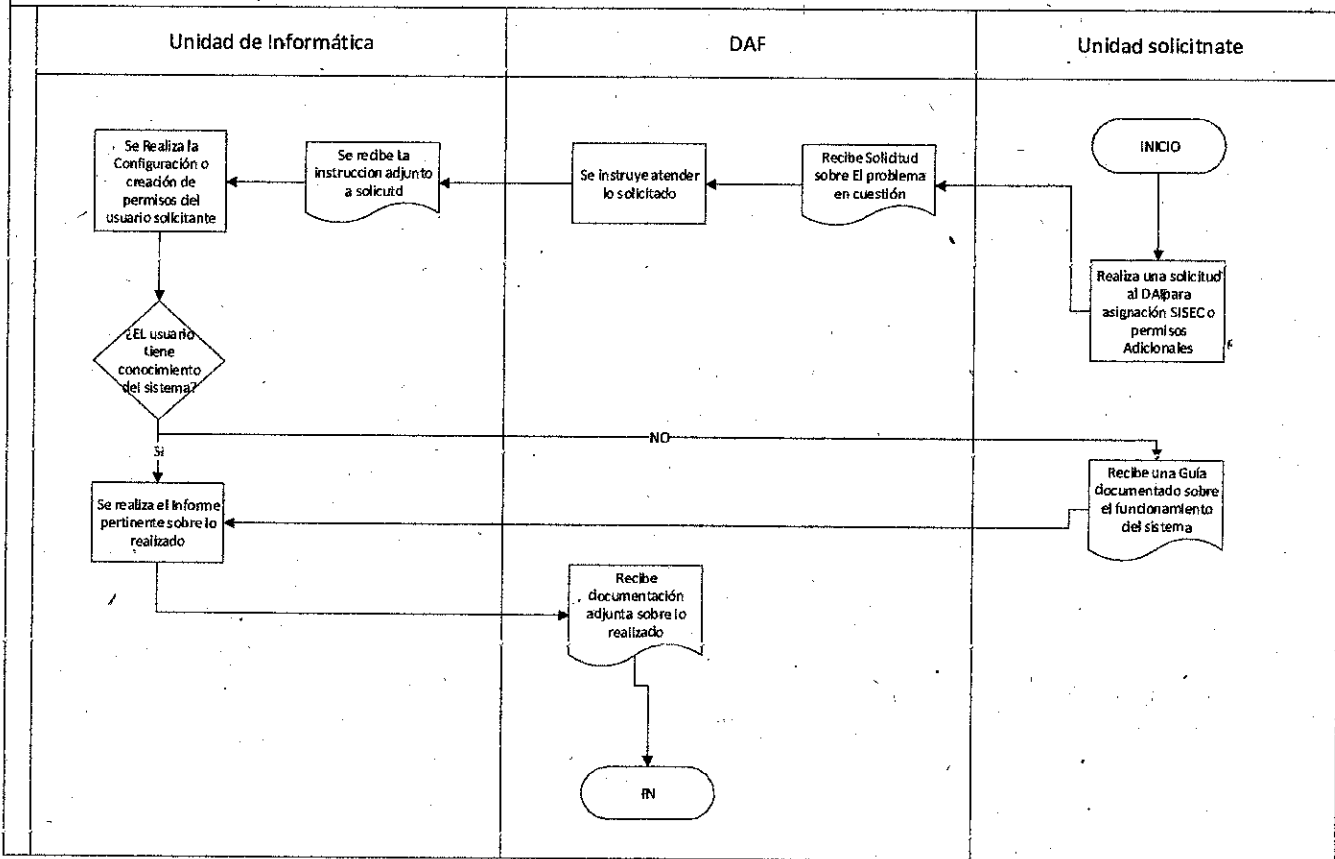 Unidad de Informática
DAF
Unidad solicitnate
Se Realiza la
Configuración o
creación de
permisos del
usuario solicitante
Se recibe La
instruccion adjunto
a solicutd
Se instruye atender
lo solicitado
Recibe Solicitud
sobre El problema
en cuestión
INICIO
Realiza una solicitud
al DAfpara
asignación SISEC o
permisos
Adicionales
¿EL usuario
tiene
conocimiento
del sistema?
NO
Si
Se realiza el Informe
pertinente sobre lo
realizado
Recibe una Guía
documentado sobre
el funcionamiento
del sistema
Recibe
documentación
adjunta sobre lo
realizado
FIN